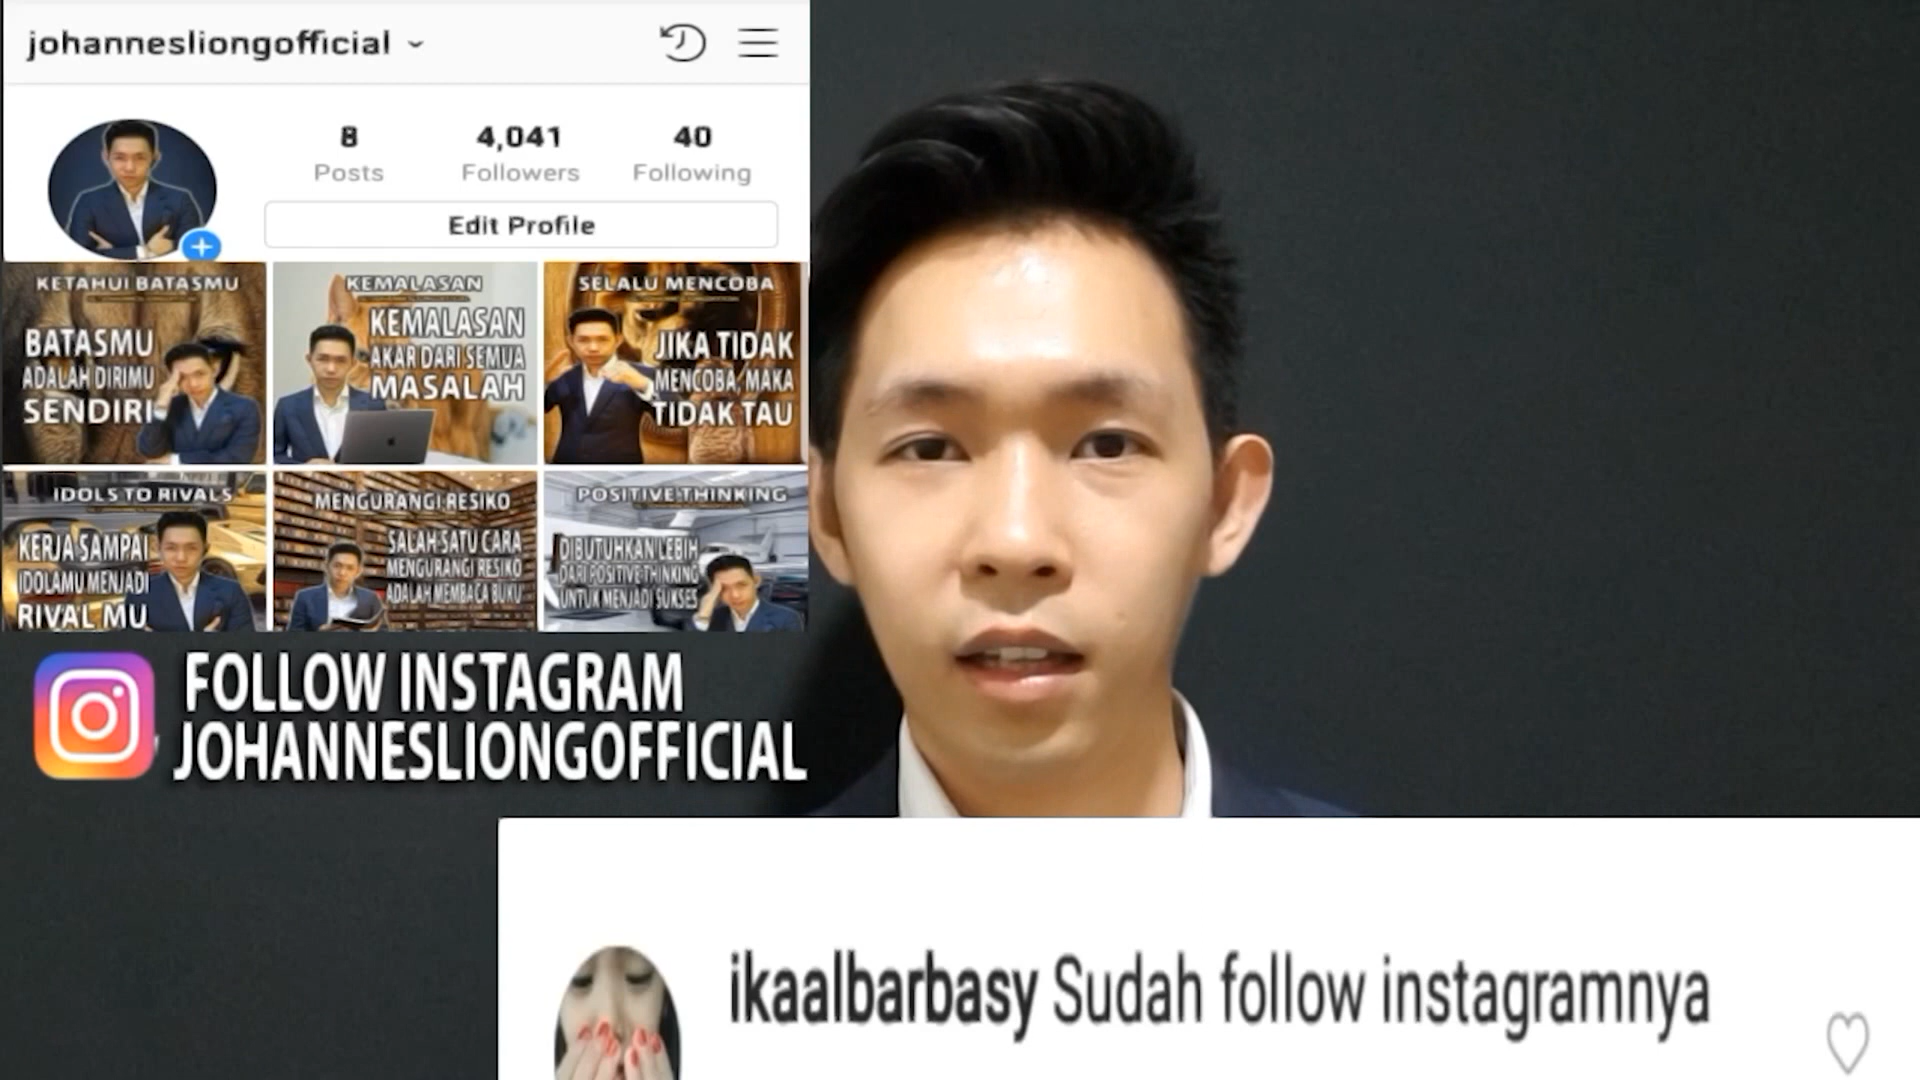 johannesliongofficial
8
4,041
40
Posts
Followers
Following
Edit Profile
KETAHUI BATASMU
BATASMU
ADALAH DIRIMU
SENDIRI
KEMALASAN
KEMALASAN
AKAR DARI SEMUA
MASALAH
SELALU MENCOBA
JIKA TIDAK
MENCOBA, MAKA
TIDAK TAU
IDOLS TO RIVALS
KERJA SAMPAI
IDOLAMU MENJADI
RIVAL MU
MENGURANGI RESIKO
SALAH SATU CARA
MENGURANGI RESIKO
ADALAH MEMBACA BUKU
POSITIVE THINKING
DIBUTUHKAN LEBIH
DARI POSITIVE THINKING
UNTUK MENJADI SUKSES
FOLLOW INSTAGRAM
JOHANNESLIONGOFFICIAL
ikaalbarbasy Sudah follow instagramnya